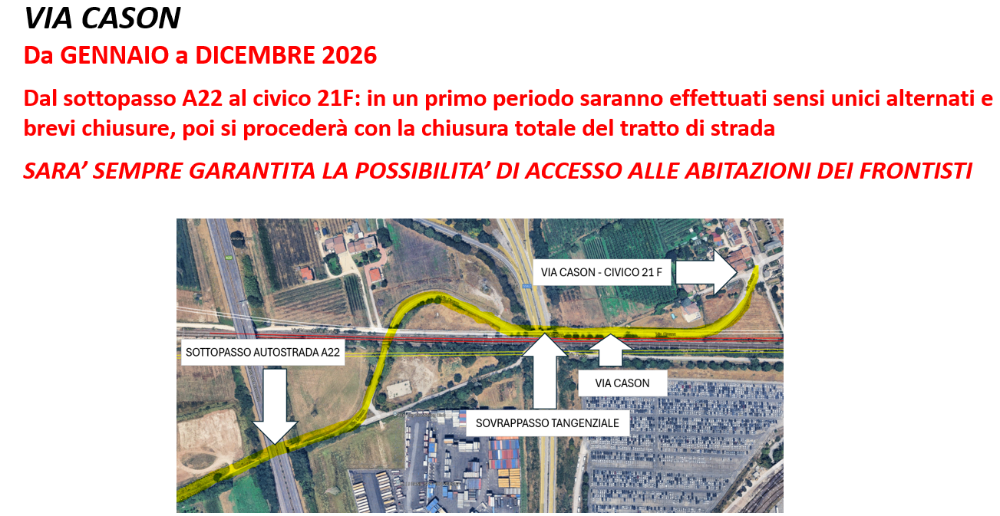 VIA CASON
Da GENNAIO a DICEMBRE 2026
Dal sottopasso A22 al civico 21F: in un primo periodo saranno effettuati sensi unici alternati e
brevi chiusure, poi si procederà con la chiusura totale del tratto di strada
SARA’ SEMPRE GARANTITA LA POSSIBILITA’ DI ACCESSO ALLE ABITAZIONI DEI FRONTISTI
VIA CASON - CIVICO 21 F
SOTTOPASSO AUTOSTRADA A22
VIA CASON
SOVRAPPASSO TANGENZIALE